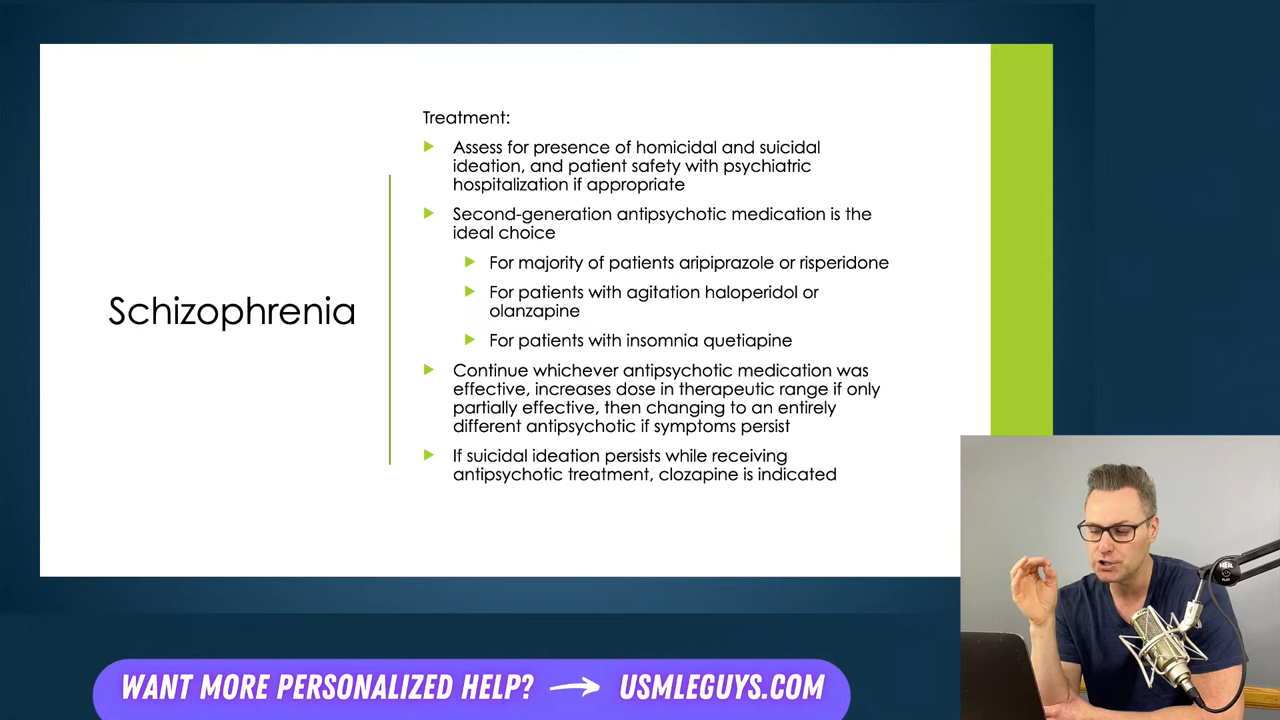 Treatment:
Assess for presence of homicidal and suicidal
ideation, and patient safety with psychiatric
hospitalization if appropriate
Second-generation antipsychotic medication is the
ideal choice
For majority of patients aripiprazole or risperidone
For patients with agitation haloperidol or
olanzapine
For patients with insomnia quetiapine
Schizophrenia
Continue whichever antipsychotic medication was
effective, increases dose in therapeutic range if only
partially effective, then changing to an entirely
different antipsychotic if symptoms persist
If suicidal ideation persists while receiving
antipsychotic treatment, clozapine is indicated
WANT MORE PERSONALIZED HELP? → USMLEGUYS.COM
HEIL